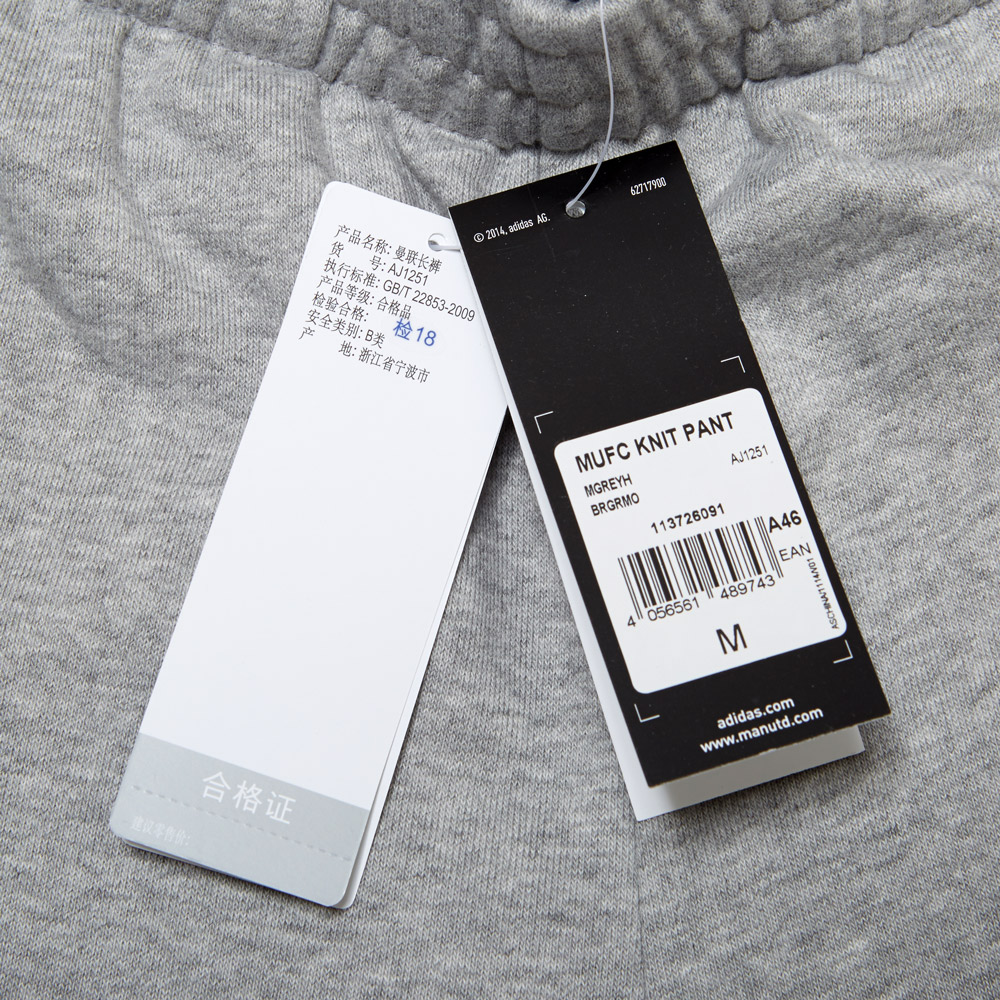 产品名称: 曼联长裤
货 号: AJ1251
执行标准: GB/T 22853-2009
产品等级: 合格品
检验合格: 检18
安全类别: B类
产 地: 浙江省宁波市
合格证
建议零售价:
62717900
© 2014, adidas AG.
MUFC KNIT PANT
MGREYH AJ1251
BRGRMO
113726091
A46
EAN
4 056561 489743
M
adidas.com
www.manutd.com